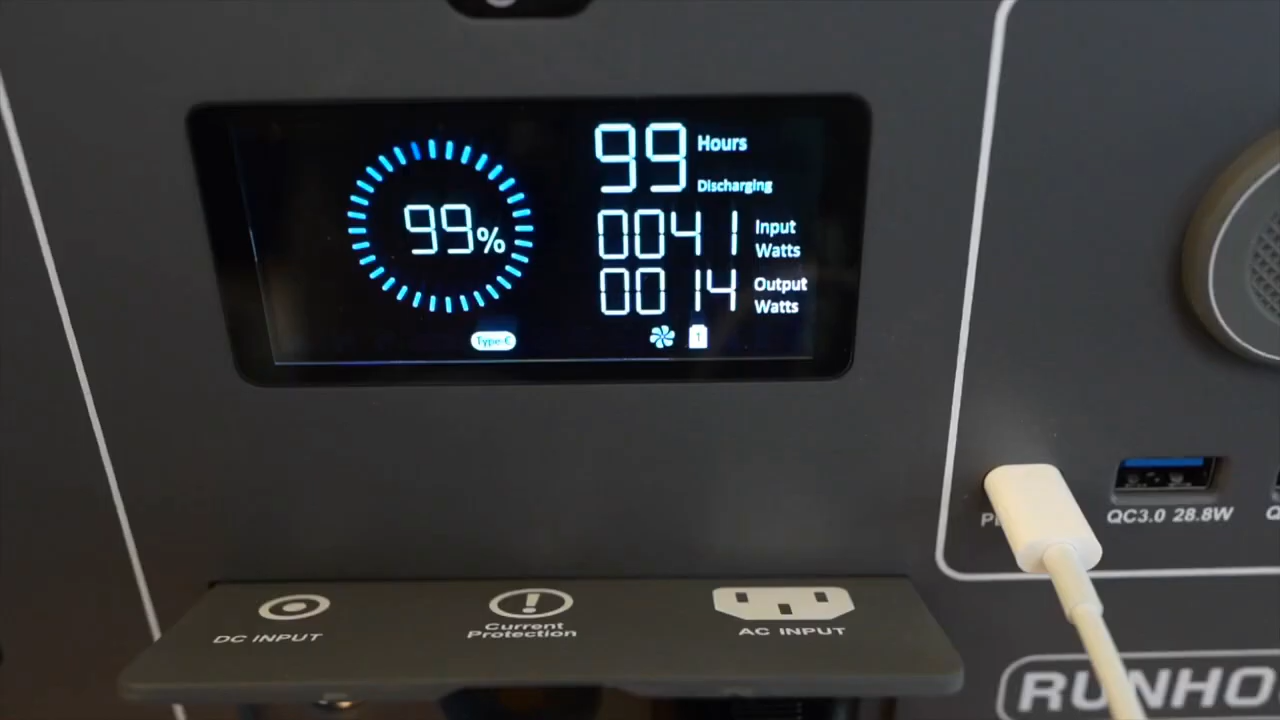 99 Hours
Discharging
99%
0041 Input
Watts
0014 Output
Watts
Type-C
1
QC3.0 28.8W
DC INPUT
Current
Protection
AC INPUT
RUNHO